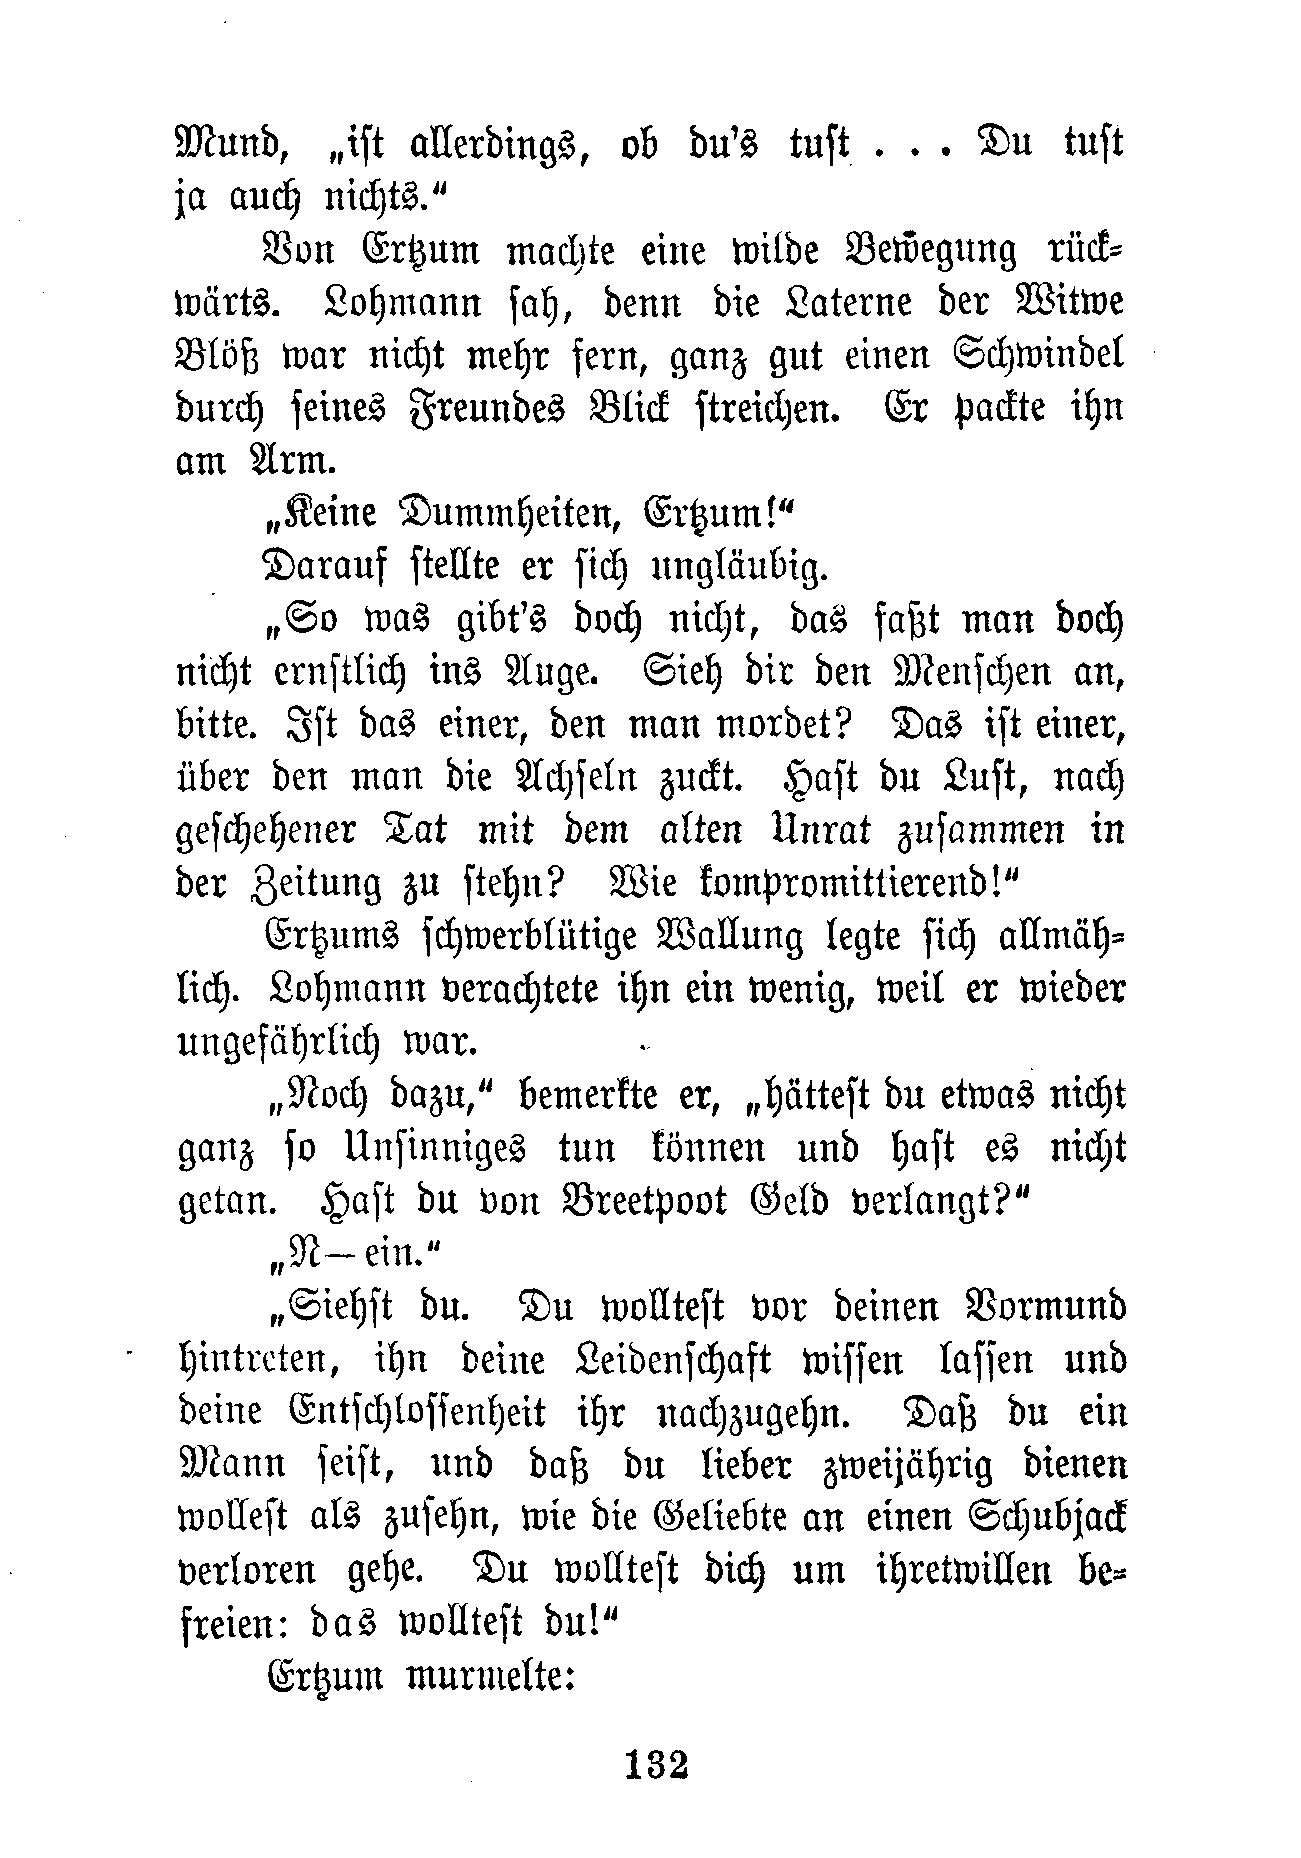 Mund, „ist allerdings, ob du's tust . . . Du tust
ja auch nichts.“
Von Ertzum machte eine wilde Bewegung rück-
wärts. Lohmann sah, denn die Laterne der Witwe
Blöß war nicht mehr fern, ganz gut einen Schwindel
durch seines Freundes Blick streichen. Er packte ihn
am Arm.
„Keine Dummheiten, Ertzum!“
Darauf stellte er sich ungläubig.
„So was gibt's doch nicht, das faßt man doch
nicht ernstlich ins Auge. Sieh dir den Menschen an,
bitte. Ist das einer, den man mordet? Das ist einer,
über den man die Achseln zuckt. Hast du Lust, nach
geschehener Tat mit dem alten Unrat zusammen in
der Zeitung zu stehn? Wie kompromittierend!“
Ertzums schwerblütige Wallung legte sich allmäh-
lich. Lohmann verachtete ihn ein wenig, weil er wieder
ungefährlich war.
„Noch dazu,“ bemerkte er, „hättest du etwas nicht
ganz so Unsinniges tun können und hast es nicht
getan. Hast du von Breetpoot Geld verlangt?“
„N— ein.“
„Siehst du. Du wolltest vor deinen Vormund
hintreten, ihn deine Leidenschaft wissen lassen und
deine Entschlossenheit ihr nachzugehn. Daß du ein
Mann seist, und daß du lieber zweijährig dienen
wollest als zusehn, wie die Geliebte an einen Schubjack
verloren gehe. Du wolltest dich um ihretwillen be-
freien: das wolltest du!“
Ertzum murmelte:
132